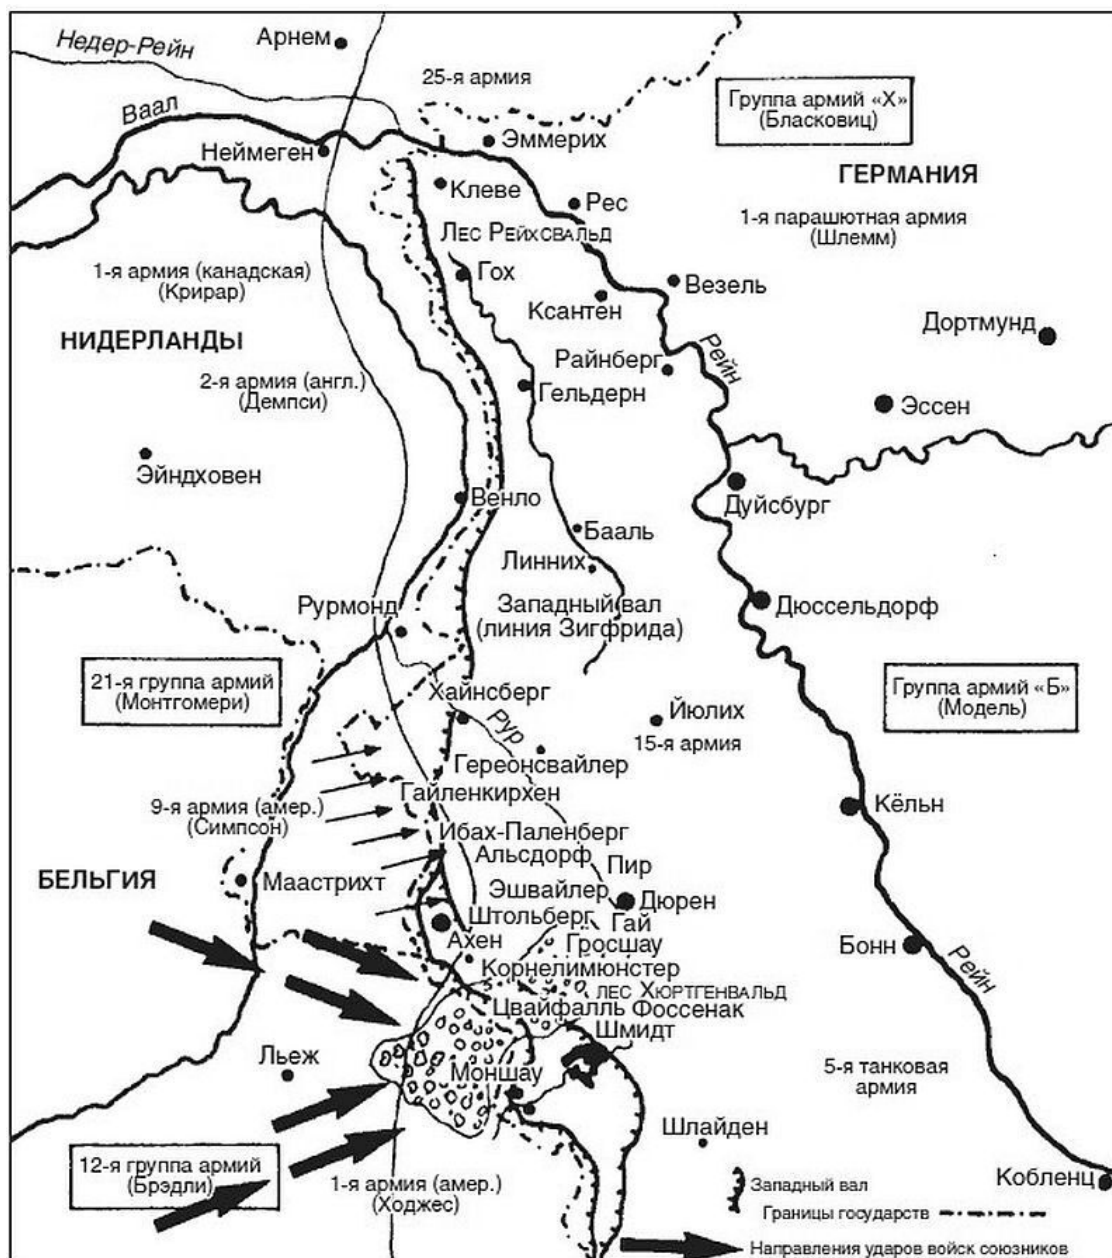 Недер-Рейн
Арнем
25-я армия
Группа армий «Х»
(Бласковиц)
Ваал
Неймеген
Эммерих
ГЕРМАНИЯ
Клеве
Рес
1-я парашютная армия
(Шлемм)
ЛЕС РЕЙХСВАЛЬД
1-я армия (канадская)
(Крирар)
Гох
Везель
Ксантен
НИДЕРЛАНДЫ
Дортмунд
Райнберг
Рейн
2-я армия (англ.)
(Демпси)
Гельдерн
Эссен
Эйндховен
Венло
Дуйсбург
Бааль
Линних
Рурмонд
Западный вал
(линия Зигфрида)
Дюссельдорф
21-я группа армий
(Монтгомери)
Группа армий «Б»
(Модель)
Хайнсберг
Рур
Йюлих
15-я армия
Гереонсвайлер
Гайленкирхен
9-я армия (амер.)
(Симпсон)
Кёльн
Ибах-Паленберг
Альсдорф
Пир
БЕЛЬГИЯ
Маастрихт
Эшвайлер
Дюрен
Штольберг
Гай
Ахен
Гросшау
Бонн
Рейн
Корнелимюнстер
ЛЕС ХЮРТГЕНВАЛЬД
Цвайфалль
Фоссенак
Шмидт
Льеж
Моншау
5-я танковая
армия
Шлайден
12-я группа армий
(Брэдли)
1-я армия (амер.)
(Ходжес)
Кобленц
Западный вал
Границы государств
Направления ударов войск союзников